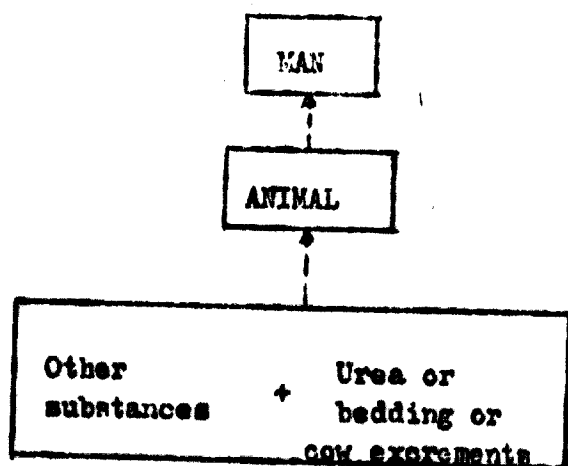 MAN
ANIMAL
Other substances + Urea or bedding or cow excrements